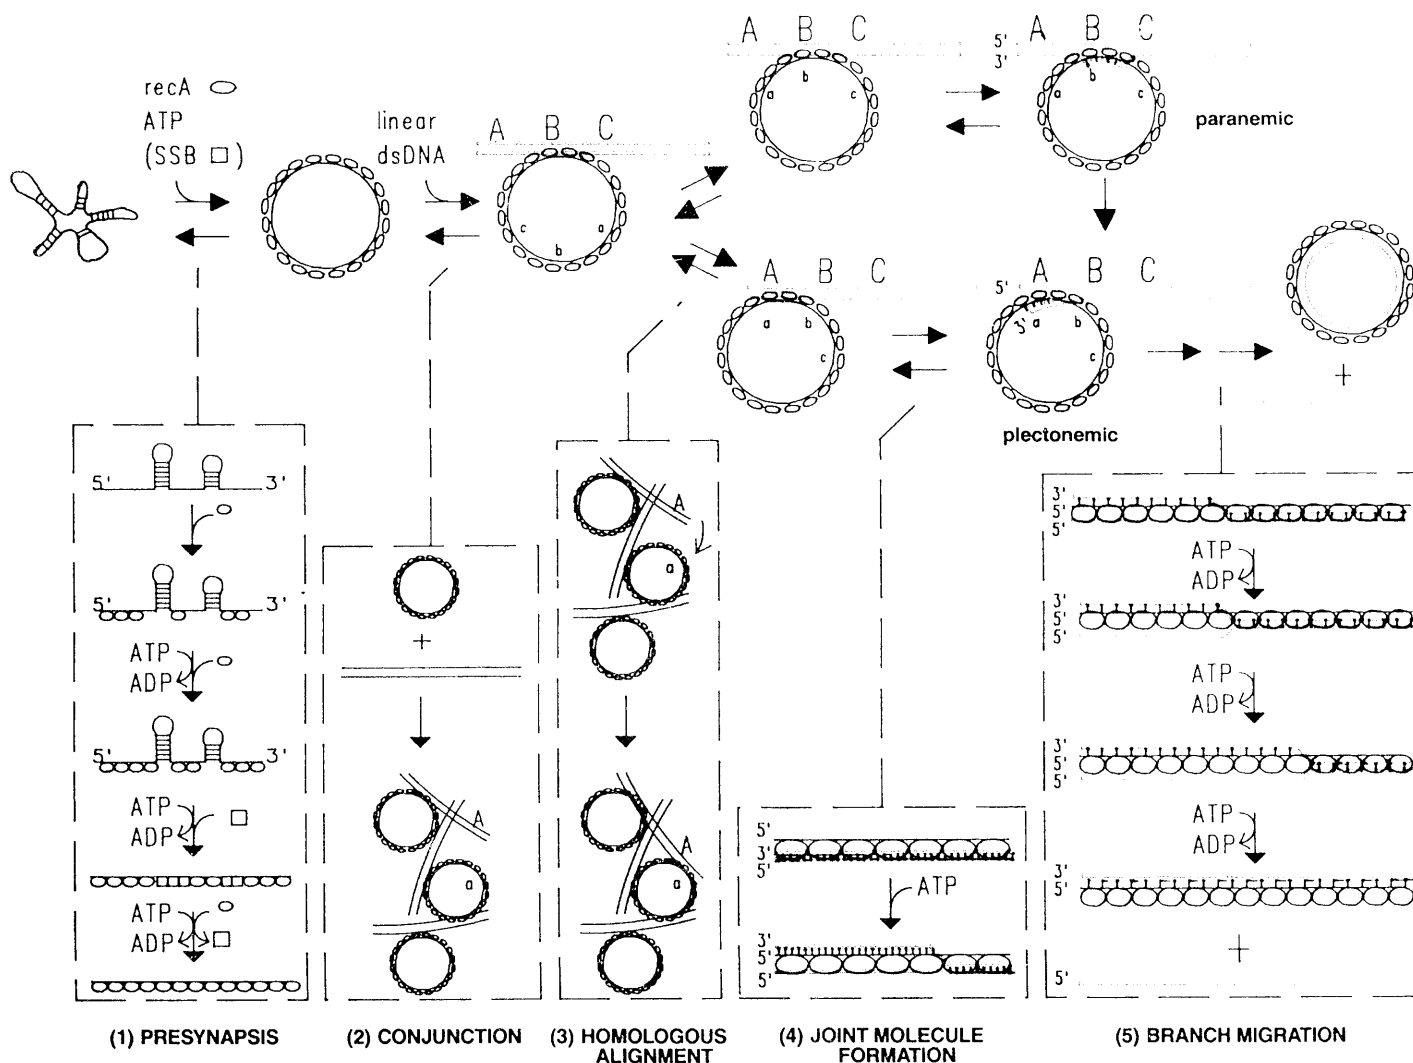 recA
ATP
(SSB □)
linear
dsDNA
A B C
a
b
c
A B C
a
b
c
5'
3'
A B C
a
b
c
paranemic
A B C
a
b
c
5'
3'
A B C
a
b
c
plectonemic
+
5' 3'
5' 3'
ATP
ADP
5' 3'
ATP
ADP
ATP
ADP
(1) PRESYNAPSIS
+
A
a
(2) CONJUNCTION
A
a
A
a
(3) HOMOLOGOUS
ALIGNMENT
5'
3'
5'
ATP
3'
5'
5'
(4) JOINT MOLECULE
FORMATION
3'
5'
5'
ATP
ADP
3'
5'
5'
ATP
ADP
3'
5'
5'
ATP
ADP
3'
5'
+
5'
(5) BRANCH MIGRATION